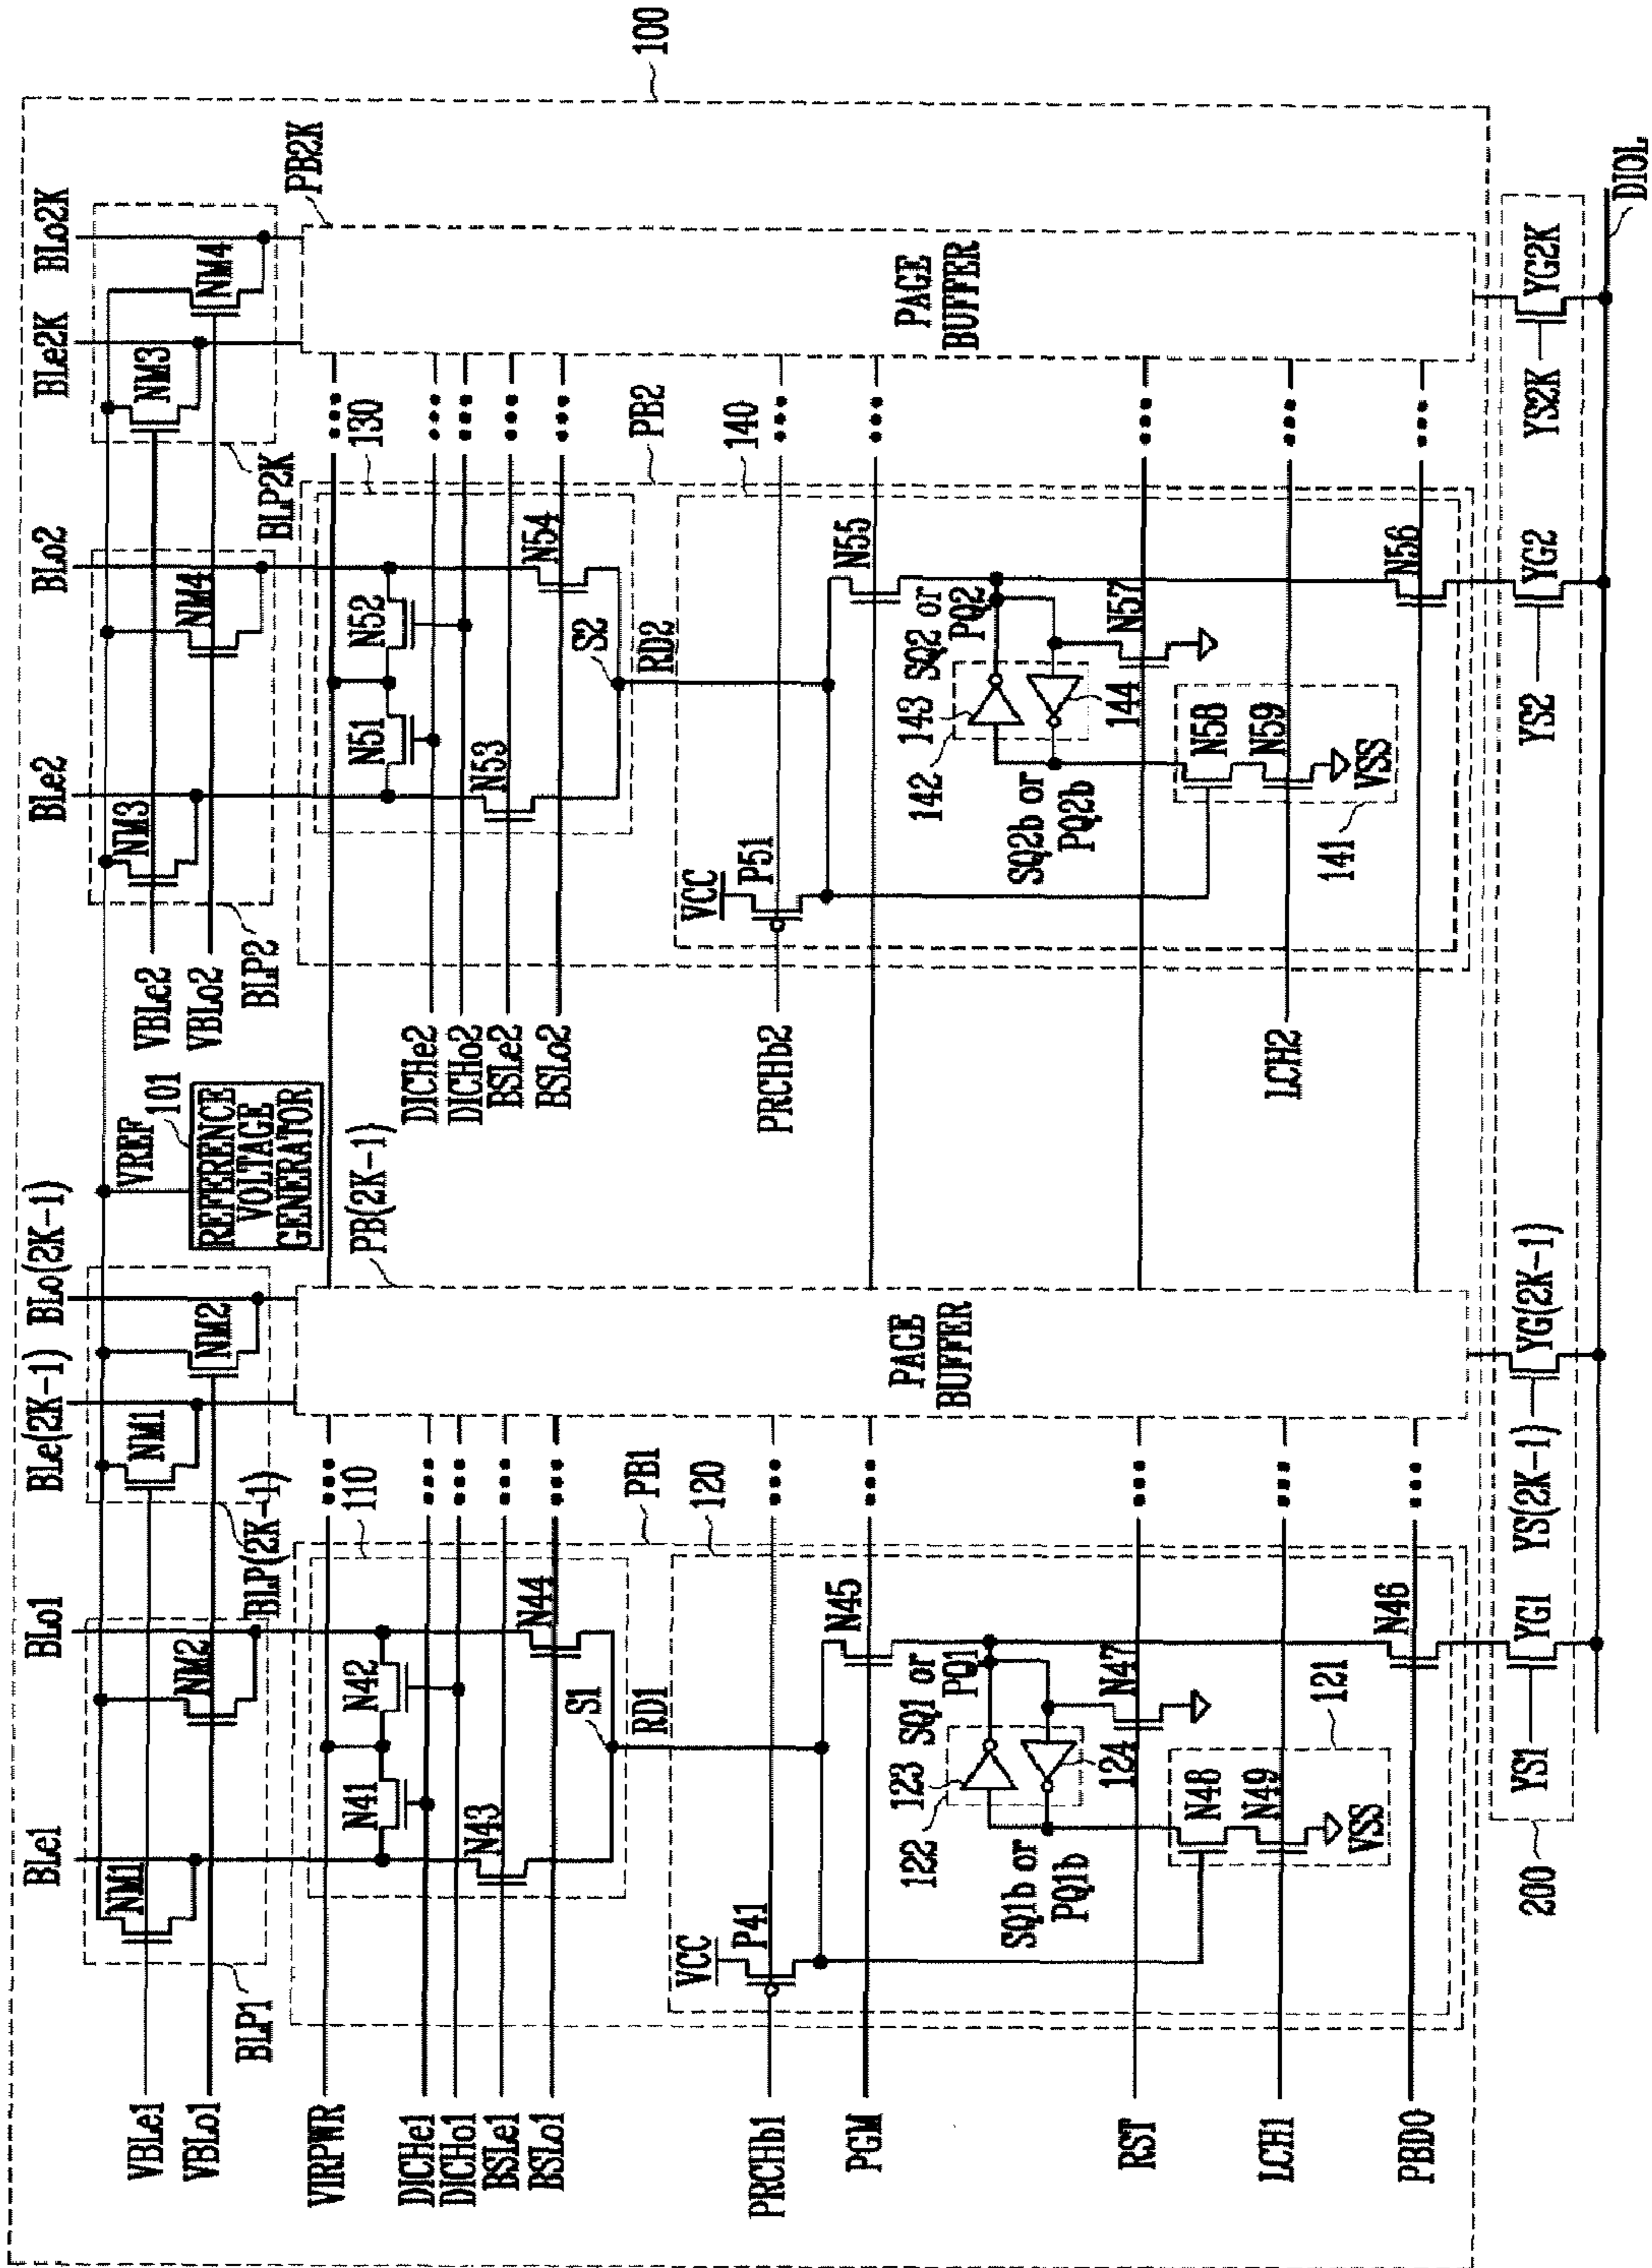 100
BLe1
BLo1
BLe(2K-1)
BLo(2K-1)
BLe2
BLo2
BLe2K
BLo2K
NM1
NM2
NM1
NM2
NM3
NM4
NM3
NM4
VBLe1
VBLo1
BLP1
BLP(2K-1)
VREF
101
REFERENCE
VOLTAGE
GENERATOR
VBLe2
VBLo2
BLP2
BLP2K
PB2K
VIRPWR
DICHe1
DICHo1
BSLe1
BSLo1
N41
N42
N43
N44
110
PB1
S1
RD1
PB(2K-1)
DICHe2
DICHo2
BSLe2
BSLo2
N51
N52
N53
N54
130
PB2
S2
RD2
PRCHb1
VCC
P41
120
PGM
N45
122
123
SQ1 or
PQ1
124
SQ1b or
PQ1b
N47
RST
N48
N49
121
VSS
LCH1
N46
PBDO
PAGE
BUFFER
PRCHb2
VCC
P51
140
N55
142
143
SQ2 or
PQ2
144
SQ2b or
PQ2b
N57
N58
N59
141
VSS
LCH2
N56
PAGE
BUFFER
200
YS1
YG1
YS(2K-1)
YG(2K-1)
YS2
YG2
YS2K
YG2K
DIOL